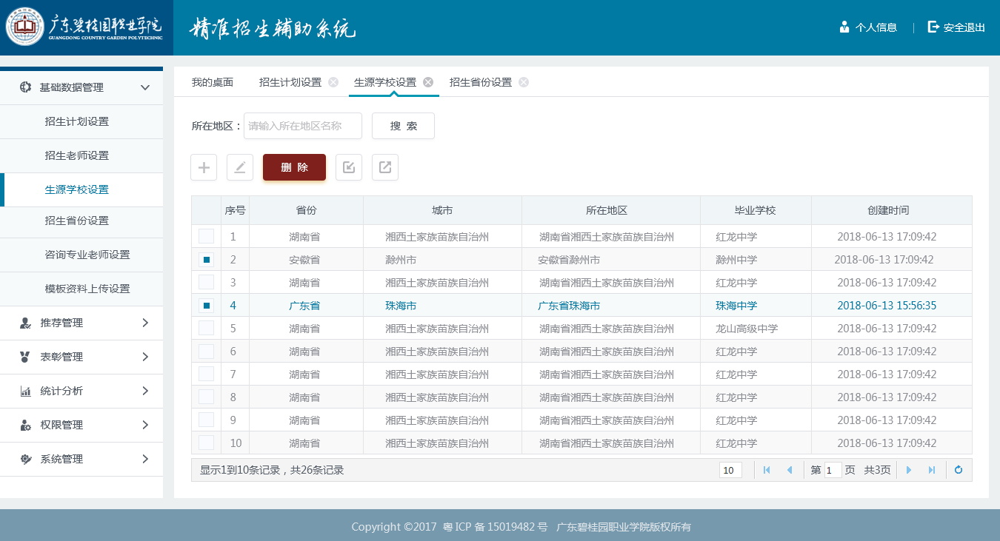 广东碧桂园职业学院
GUANGDONG COUNTRY GARDEN POLYTECHNIC
精准招生辅助系统
个人信息 | 安全退出
基础数据管理
招生计划设置
招生老师设置
生源学校设置
招生省份设置
咨询专业老师设置
模板资料上传设置
推荐管理
表彰管理
统计分析
权限管理
系统管理
我的桌面 招生计划设置 生源学校设置 招生省份设置
所在地区： 请输入所在地区名称 搜 索
删 除
序号 省份 城市 所在地区 毕业学校 创建时间
1 湖南省 湘西土家族苗族自治州 湖南省湘西土家族苗族自治州 红龙中学 2018-06-13 17:09:42
2 安徽省 滁州市 安徽省滁州市 滁州中学 2018-06-13 17:09:42
3 湖南省 湘西土家族苗族自治州 湖南省湘西土家族苗族自治州 红龙中学 2018-06-13 17:09:42
4 广东省 珠海市 广东省珠海市 珠海中学 2018-06-13 15:56:35
5 湖南省 湘西土家族苗族自治州 湖南省湘西土家族苗族自治州 龙山高级中学 2018-06-13 17:09:42
6 湖南省 湘西土家族苗族自治州 湖南省湘西土家族苗族自治州 红龙中学 2018-06-13 17:09:42
7 湖南省 湘西土家族苗族自治州 湖南省湘西土家族苗族自治州 红龙中学 2018-06-13 17:09:42
8 湖南省 湘西土家族苗族自治州 湖南省湘西土家族苗族自治州 红龙中学 2018-06-13 17:09:42
9 湖南省 湘西土家族苗族自治州 湖南省湘西土家族苗族自治州 红龙中学 2018-06-13 17:09:42
10 湖南省 湘西土家族苗族自治州 湖南省湘西土家族苗族自治州 红龙中学 2018-06-13 17:09:42
显示1到10条记录，共26条记录 10 第 1 页 共3页
Copyright ©2017 粤 ICP 备 15019482 号 广东碧桂园职业学院版权所有